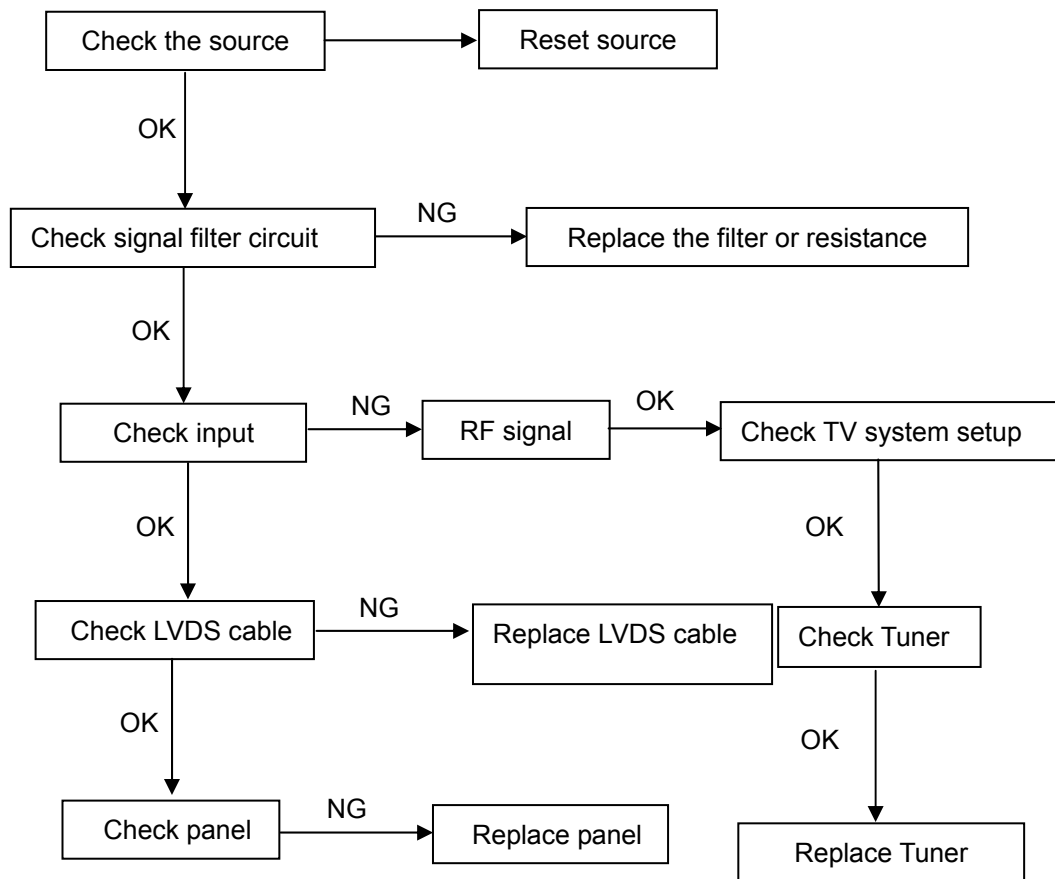 Check the source
Reset source
OK
Check signal filter circuit
NG
Replace the filter or resistance
OK
Check input
NG
RF signal
OK
Check TV system setup
OK
OK
Check LVDS cable
NG
Replace LVDS cable
Check Tuner
OK
OK
Check panel
NG
Replace panel
Replace Tuner